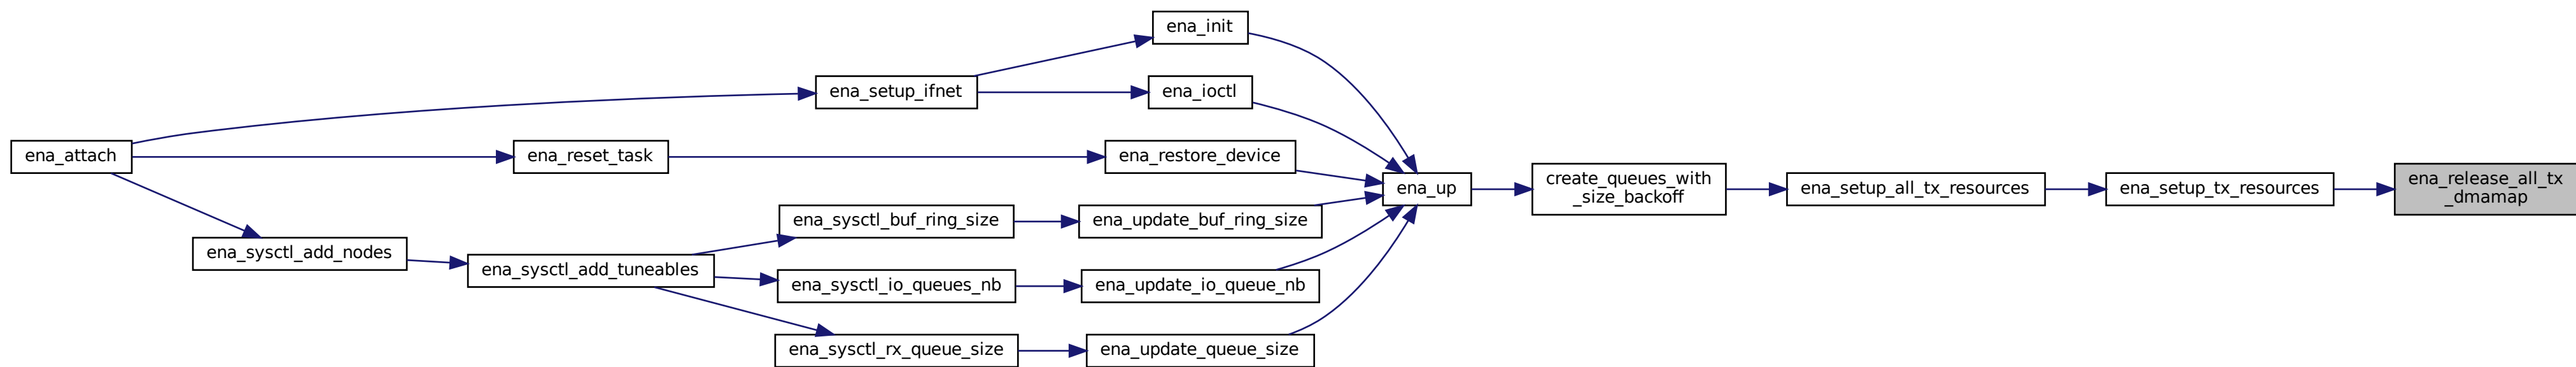 ena_init
ena_setup_ifnet
ena_ioctl
ena_attach
ena_reset_task
ena_restore_device
ena_up
create_queues_with
_size_backoff
ena_setup_all_tx_resources
ena_setup_tx_resources
ena_release_all_tx
_dmamap
ena_sysctl_buf_ring_size
ena_update_buf_ring_size
ena_sysctl_add_nodes
ena_sysctl_add_tuneables
ena_sysctl_io_queues_nb
ena_update_io_queue_nb
ena_sysctl_rx_queue_size
ena_update_queue_size